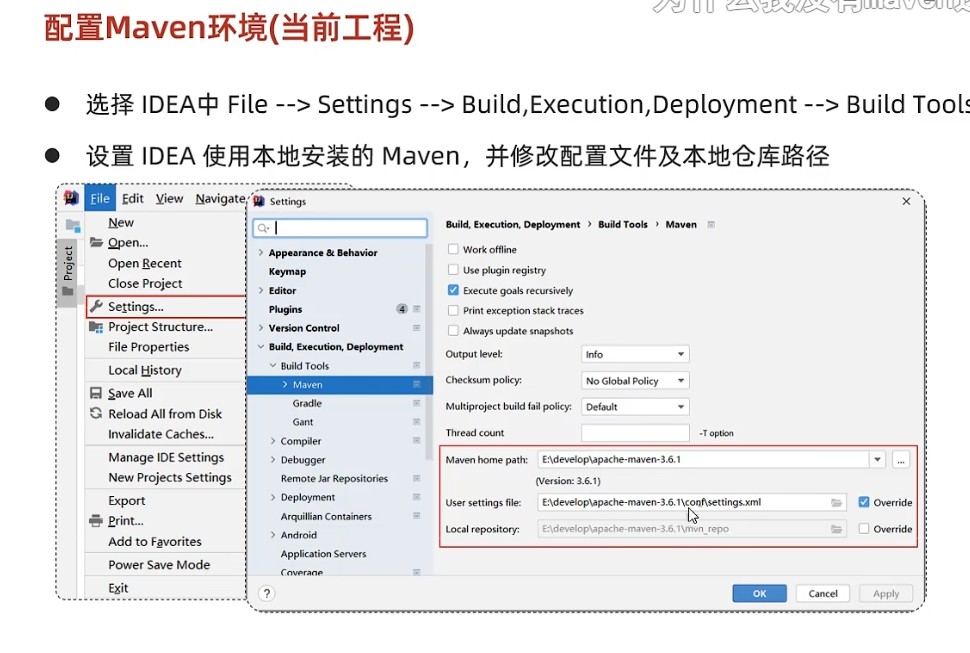 为什么我没有maven
配置Maven环境(当前工程)
● 选择 IDEA中 File --> Settings --> Build,Execution,Deployment --> Build Tools
● 设置 IDEA 使用本地安装的 Maven，并修改配置文件及本地仓库路径
File Edit View Navigate
Project
New
Open...
Open Recent
Close Project
Settings...
Project Structure...
File Properties
Local History
Save All
Reload All from Disk
Invalidate Caches...
Manage IDE Settings
New Projects Settings
Export
Print...
Add to Favorites
Power Save Mode
Exit
Settings
Appearance & Behavior
Keymap
Editor
Plugins 4
Version Control
Build, Execution, Deployment
Build Tools
Maven
Gradle
Gant
Compiler
Debugger
Remote Jar Repositories
Deployment
Arquillian Containers
Android
Application Servers
Coverage
Build, Execution, Deployment › Build Tools › Maven
Work offline
Use plugin registry
Execute goals recursively
Print exception stack traces
Always update snapshots
Output level: Info
Checksum policy: No Global Policy
Multiproject build fail policy: Default
Thread count -T option
Maven home path: E:\develop\apache-maven-3.6.1 ...
(Version: 3.6.1)
User settings file: E:\develop\apache-maven-3.6.1\conf\settings.xml Override
Local repository: E:\develop\apache-maven-3.6.1\mvn_repo Override
? OK Cancel Apply